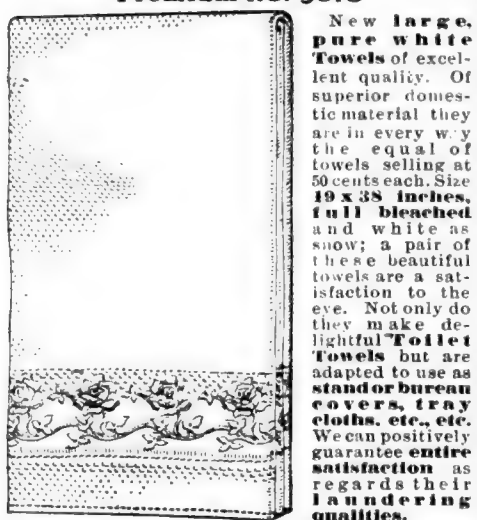 New large,
pure white
Towels of excel-
lent quality. Of
superior domes-
tic material they
are in every way
the equal of
towels selling at
50 cents each. Size
19 x 38 inches,
full bleached
and white as
snow; a pair of
these beautiful
towels are a sat-
isfaction to the
eye. Not only do
they make de-
lightful Toilet
Towels but are
adapted to use as
stand or bureau
covers, tray
cloths, etc., etc.
We can positively
guarantee entire
satisfaction as
regards their
laundering
qualities.